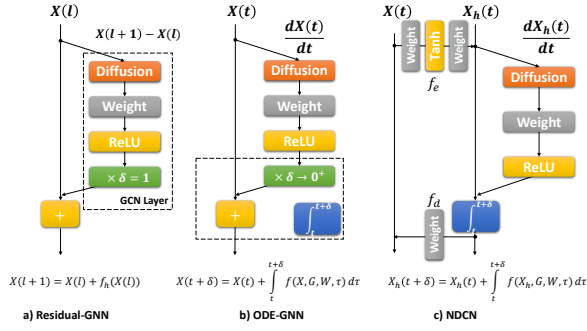 X(l)
X(l + 1) − X(l)
Diffusion
Weight
ReLU
× δ = 1
GCN Layer
+
X(l + 1) = X(l) + f_h(X(l))
a) Residual-GNN
X(t)
dX(t)
dt
Diffusion
Weight
ReLU
× δ → 0⁺
+
∫_t^{t+δ}
X(t + δ) = X(t) + ∫_t^{t+δ} f(X, G, W, τ) dτ
b) ODE-GNN
X(t)
X_h(t)
Weight
Tanh
Weight
f_e
dX_h(t)
dt
Diffusion
Weight
ReLU
f_d
Weight
∫_t^{t+δ}
X_h(t + δ) = X_h(t) + ∫_t^{t+δ} f(X_h, G, W, τ) dτ
c) NDCN